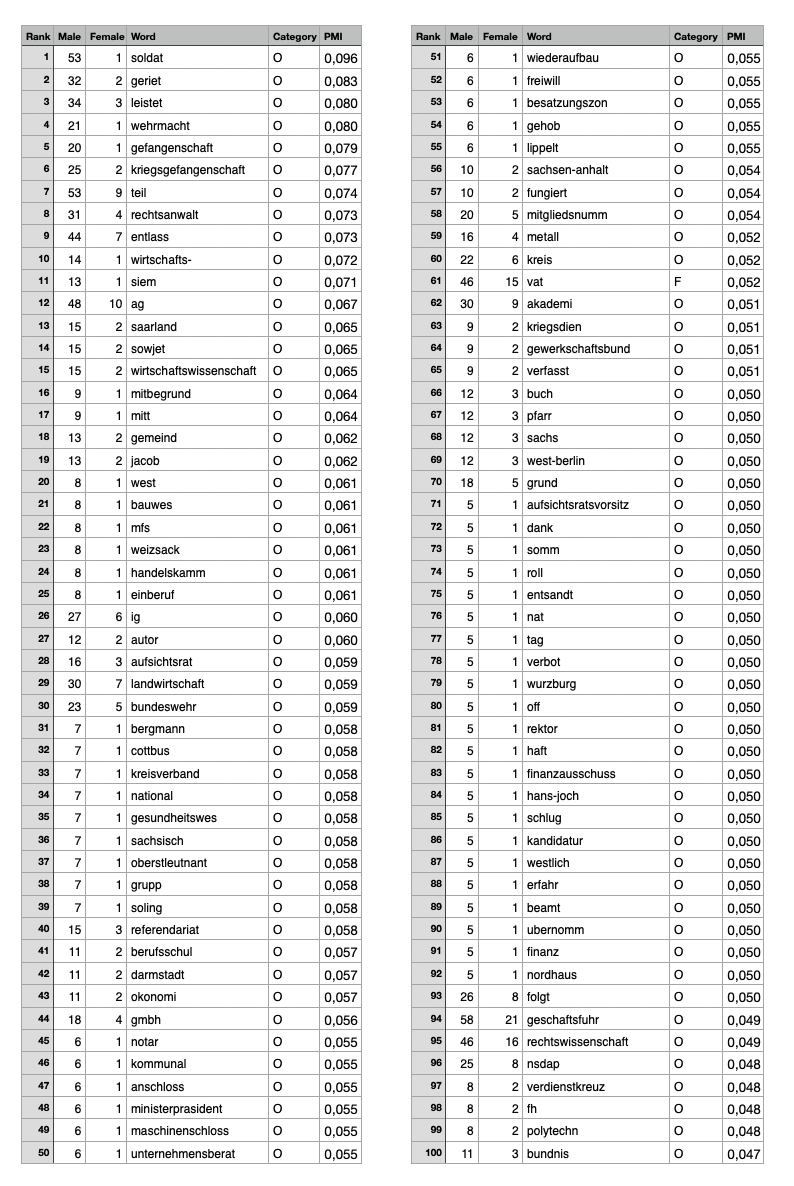 Rank Male Female Word Category PMI
1 53 1 soldat O 0,096
2 32 2 geriet O 0,083
3 34 3 leistet O 0,080
4 21 1 wehrmacht O 0,080
5 20 1 gefangenschaft O 0,079
6 25 2 kriegsgefangenschaft O 0,077
7 53 9 teil O 0,074
8 31 4 rechtsanwalt O 0,073
9 44 7 entlass O 0,073
10 14 1 wirtschafts- O 0,072
11 13 1 siem O 0,071
12 48 10 ag O 0,067
13 15 2 saarland O 0,065
14 15 2 sowjet O 0,065
15 15 2 wirtschaftswissenschaft O 0,065
16 9 1 mitbegrund O 0,064
17 9 1 mitt O 0,064
18 13 2 gemeind O 0,062
19 13 2 jacob O 0,062
20 8 1 west O 0,061
21 8 1 bauwes O 0,061
22 8 1 mfs O 0,061
23 8 1 weizsack O 0,061
24 8 1 handelskamm O 0,061
25 8 1 einberuf O 0,061
26 27 6 ig O 0,060
27 12 2 autor O 0,060
28 16 3 aufsichtsrat O 0,059
29 30 7 landwirtschaft O 0,059
30 23 5 bundeswehr O 0,059
31 7 1 bergmann O 0,058
32 7 1 cottbus O 0,058
33 7 1 kreisverband O 0,058
34 7 1 national O 0,058
35 7 1 gesundheitswes O 0,058
36 7 1 sachsisch O 0,058
37 7 1 oberstleutnant O 0,058
38 7 1 grupp O 0,058
39 7 1 soling O 0,058
40 15 3 referendariat O 0,058
41 11 2 berufsschul O 0,057
42 11 2 darmstadt O 0,057
43 11 2 okonomi O 0,057
44 18 4 gmbh O 0,056
45 6 1 notar O 0,055
46 6 1 kommunal O 0,055
47 6 1 anschloss O 0,055
48 6 1 ministerprasident O 0,055
49 6 1 maschinenschloss O 0,055
50 6 1 unternehmensberat O 0,055
Rank Male Female Word Category PMI
51 6 1 wiederaufbau O 0,055
52 6 1 freiwill O 0,055
53 6 1 besatzungszon O 0,055
54 6 1 gehob O 0,055
55 6 1 lippelt O 0,055
56 10 2 sachsen-anhalt O 0,054
57 10 2 fungiert O 0,054
58 20 5 mitgliedsnumm O 0,054
59 16 4 metall O 0,052
60 22 6 kreis O 0,052
61 46 15 vat F 0,052
62 30 9 akademi O 0,051
63 9 2 kriegsdien O 0,051
64 9 2 gewerkschaftsbund O 0,051
65 9 2 verfasst O 0,051
66 12 3 buch O 0,050
67 12 3 pfarr O 0,050
68 12 3 sachs O 0,050
69 12 3 west-berlin O 0,050
70 18 5 grund O 0,050
71 5 1 aufsichtsratsvorsitz O 0,050
72 5 1 dank O 0,050
73 5 1 somm O 0,050
74 5 1 roll O 0,050
75 5 1 entsandt O 0,050
76 5 1 nat O 0,050
77 5 1 tag O 0,050
78 5 1 verbot O 0,050
79 5 1 wurzburg O 0,050
80 5 1 off O 0,050
81 5 1 rektor O 0,050
82 5 1 haft O 0,050
83 5 1 finanzausschuss O 0,050
84 5 1 hans-joch O 0,050
85 5 1 schlug O 0,050
86 5 1 kandidatur O 0,050
87 5 1 westlich O 0,050
88 5 1 erfahr O 0,050
89 5 1 beamt O 0,050
90 5 1 ubernomm O 0,050
91 5 1 finanz O 0,050
92 5 1 nordhaus O 0,050
93 26 8 folgt O 0,050
94 58 21 geschaftsfuhr O 0,049
95 46 16 rechtswissenschaft O 0,049
96 25 8 nsdap O 0,048
97 8 2 verdienstkreuz O 0,048
98 8 2 fh O 0,048
99 8 2 polytechn O 0,048
100 11 3 bundnis O 0,047